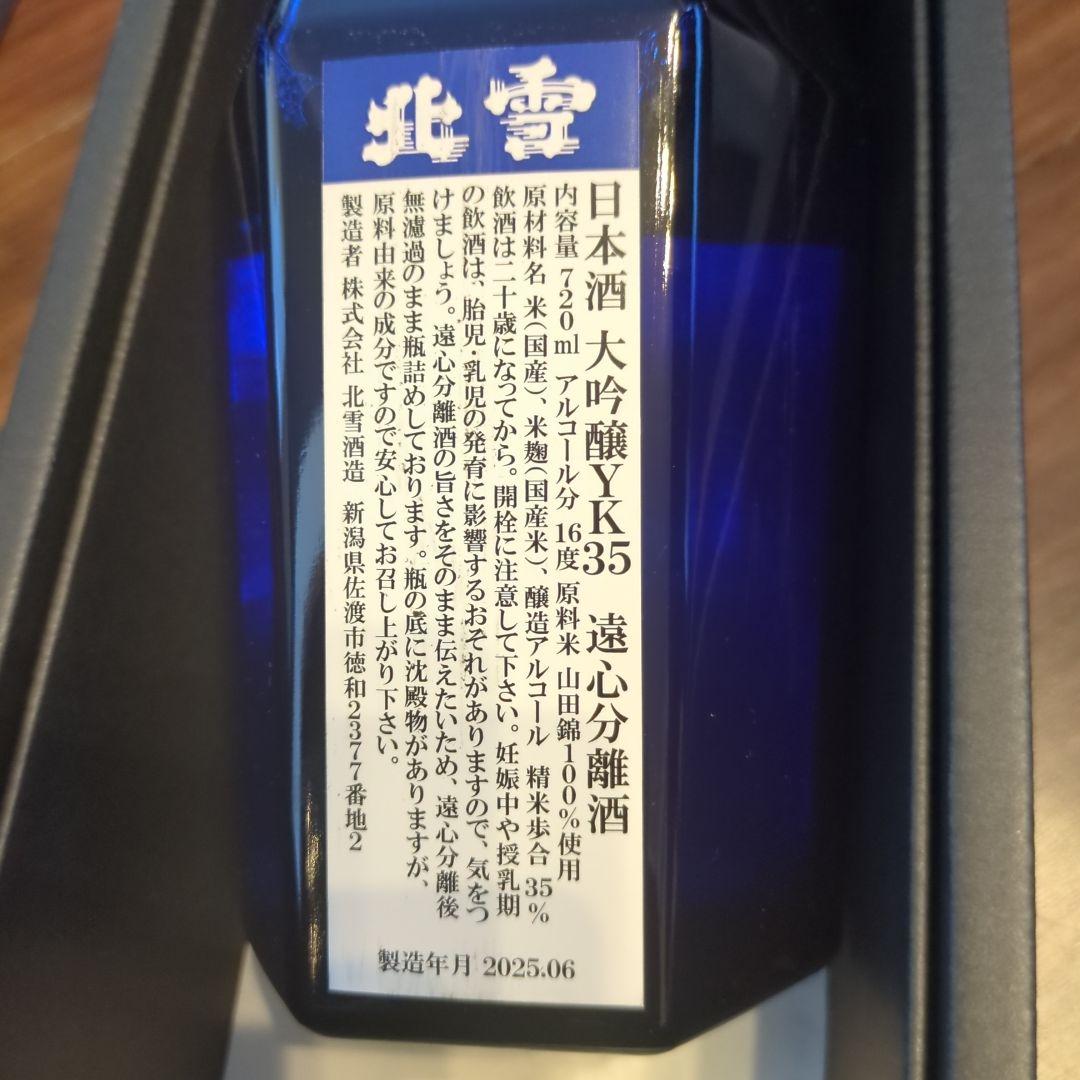 北雪
日本酒 大吟醸YK35 遠心分離酒
内容量 720ml アルコール分 16度 原料米 山田錦100%使用
原材料名 米(国産)、米麹(国産米)、醸造アルコール 精米歩合 35%
飲酒は二十歳になってから。開栓に注意して下さい。妊娠中や授乳期
の飲酒は、胎児・乳児の発育に影響するおそれがありますので、気をつ
けましょう。遠心分離酒の旨さをそのまま伝えたいため、遠心分離後
無濾過のまま瓶詰めしております。瓶の底に沈殿物がありますが、
原料由来の成分ですので安心してお召し上がり下さい。
製造者 株式会社 北雪酒造 新潟県佐渡市徳和2377番地2
製造年月 2025.06